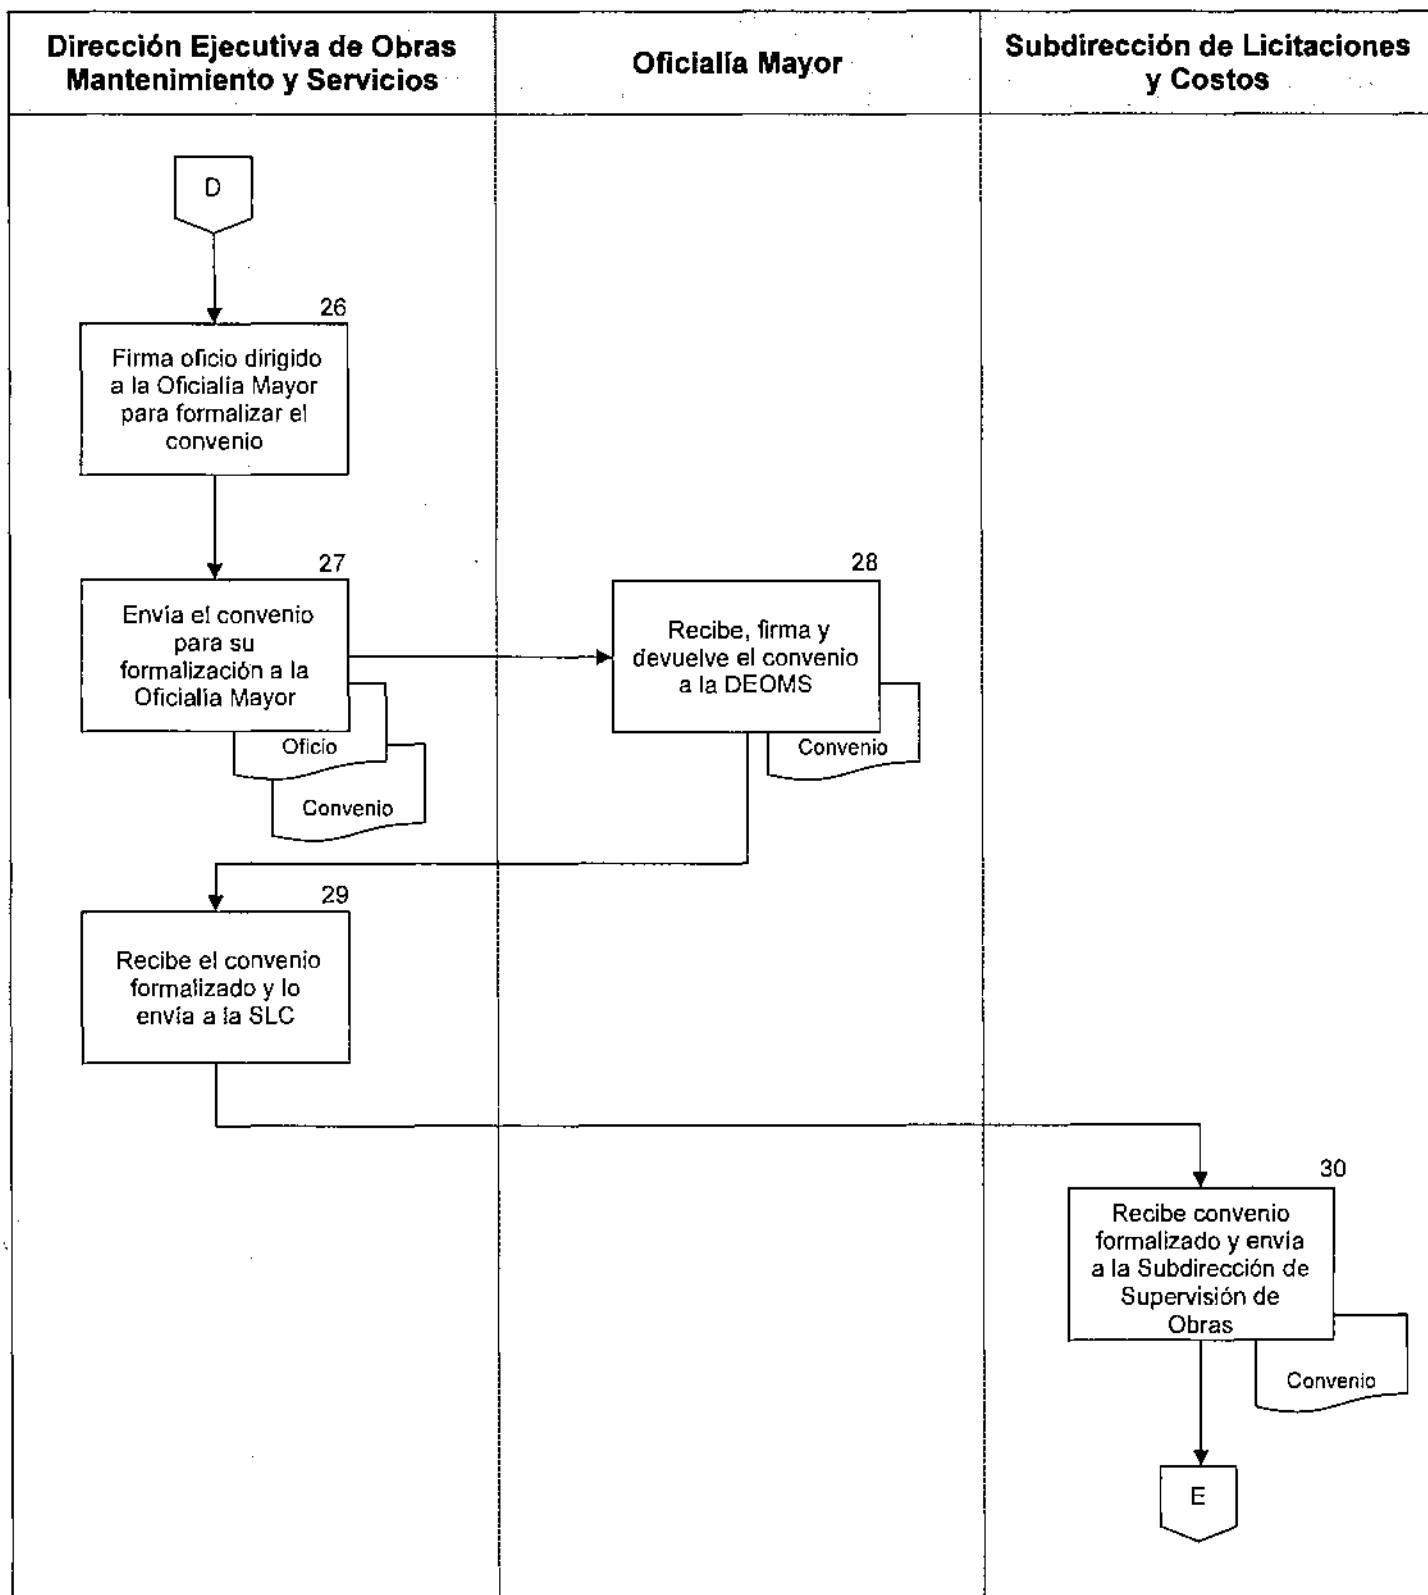 Dirección Ejecutiva de Obras
Mantenimiento y Servicios
Oficialía Mayor
Subdirección de Licitaciones
y Costos
D
26
Firma oficio dirigido
a la Oficialía Mayor
para formalizar el
convenio
27
Envía el convenio
para su
formalización a la
Oficialía Mayor
Oficio
Convenio
28
Recibe, firma y
devuelve el convenio
a la DEOMS
Convenio
29
Recibe el convenio
formalizado y lo
envía a la SLC
30
Recibe convenio
formalizado y envía
a la Subdirección de
Supervisión de
Obras
Convenio
E